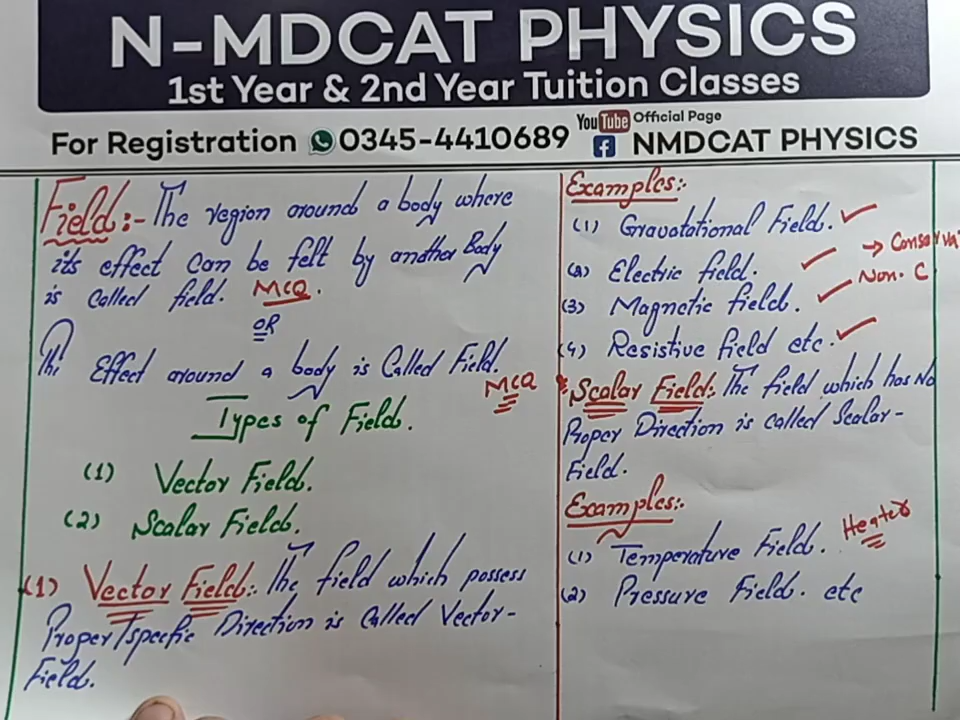 N-MDCAT PHYSICS
1st Year & 2nd Year Tuition Classes
For Registration 0345-4410689 YouTube Official Page
NMDCAT PHYSICS
Field:- The region around a body where
its effect can be felt by another Body
is Called field. MCQ.
OR
The Effect around a body is Called Field.
MCQ
Types of Field.
(1) Vector Field.
(2) Scalar Field.
(1) Vector Field:. The field which possess
Proper/specfic Direction is Called Vector-
Field.
Examples:.
(1) Gravotational Field.
(2) Electric field.
(3) Magnetic field.
→ Conserva
Non. C
(4) Resistive field etc.
Scalar Field:. The field which has No
Proper Direction is called Scalar-
Field.
Examples:.
(1) Temperature Field. Heater
(2) Pressure Field. etc